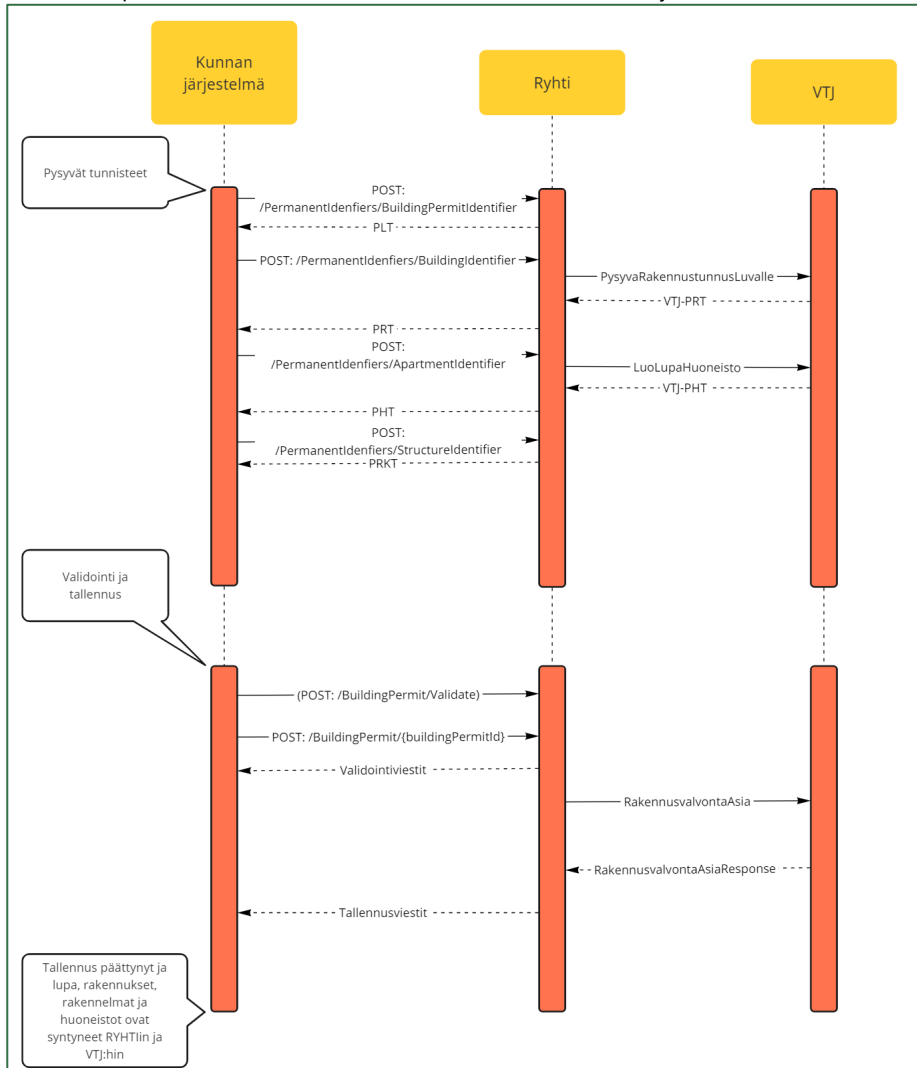 Kunnan
järjestelmä
Ryhti
VTJ
Pysyvät tunnisteet
POST:
/PermanentIdenfiers/BuildingPermitIdentifier
PLT
POST: /PermanentIdenfiers/BuildingIdentifier
PysyvaRakennustunnusLuvalle
VTJ-PRT
PRT
POST:
/PermanentIdenfiers/ApartmentIdentifier
LuoLupaHuoneisto
VTJ-PHT
PHT
POST:
/PermanentIdenfiers/StructureIdentifier
PRKT
Validointi ja
tallennus
(POST: /BuildingPermit/Validate)
POST: /BuildingPermit/{buildingPermitId}
Validointiviestit
RakennusvalvontaAsia
RakennusvalvontaAsiaResponse
Tallennusviestit
Tallennus päättynyt ja
lupa, rakennukset,
rakennelmat ja
huoneistot ovat
syntyneet RYHTIin ja
VTJ:hin